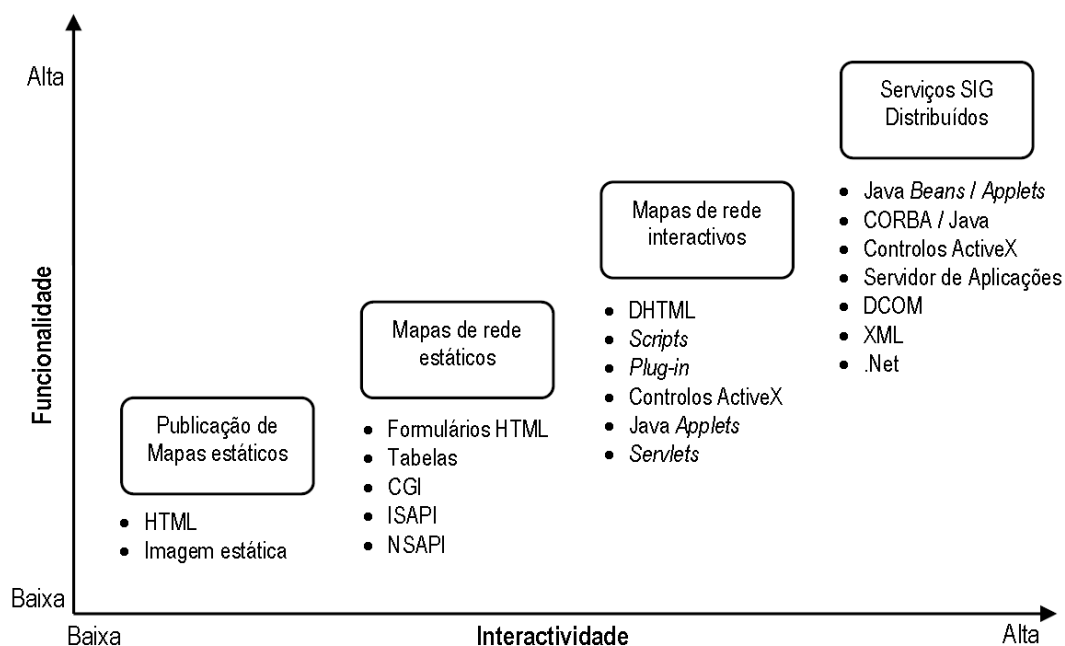 Alta
Funcionalidade
Baixa
Publicação de
Mapas estáticos
• HTML
• Imagem estática
Mapas de rede
estáticos
• Formulários HTML
• Tabelas
• CGI
• ISAPI
• NSAPI
Mapas de rede
interactivos
• DHTML
• Scripts
• Plug-in
• Controlos ActiveX
• Java Applets
• Servlets
Serviços SIG
Distribuídos
• Java Beans / Applets
• CORBA / Java
• Controlos ActiveX
• Servidor de Aplicações
• DCOM
• XML
• .Net
Baixa
Interactividade
Alta